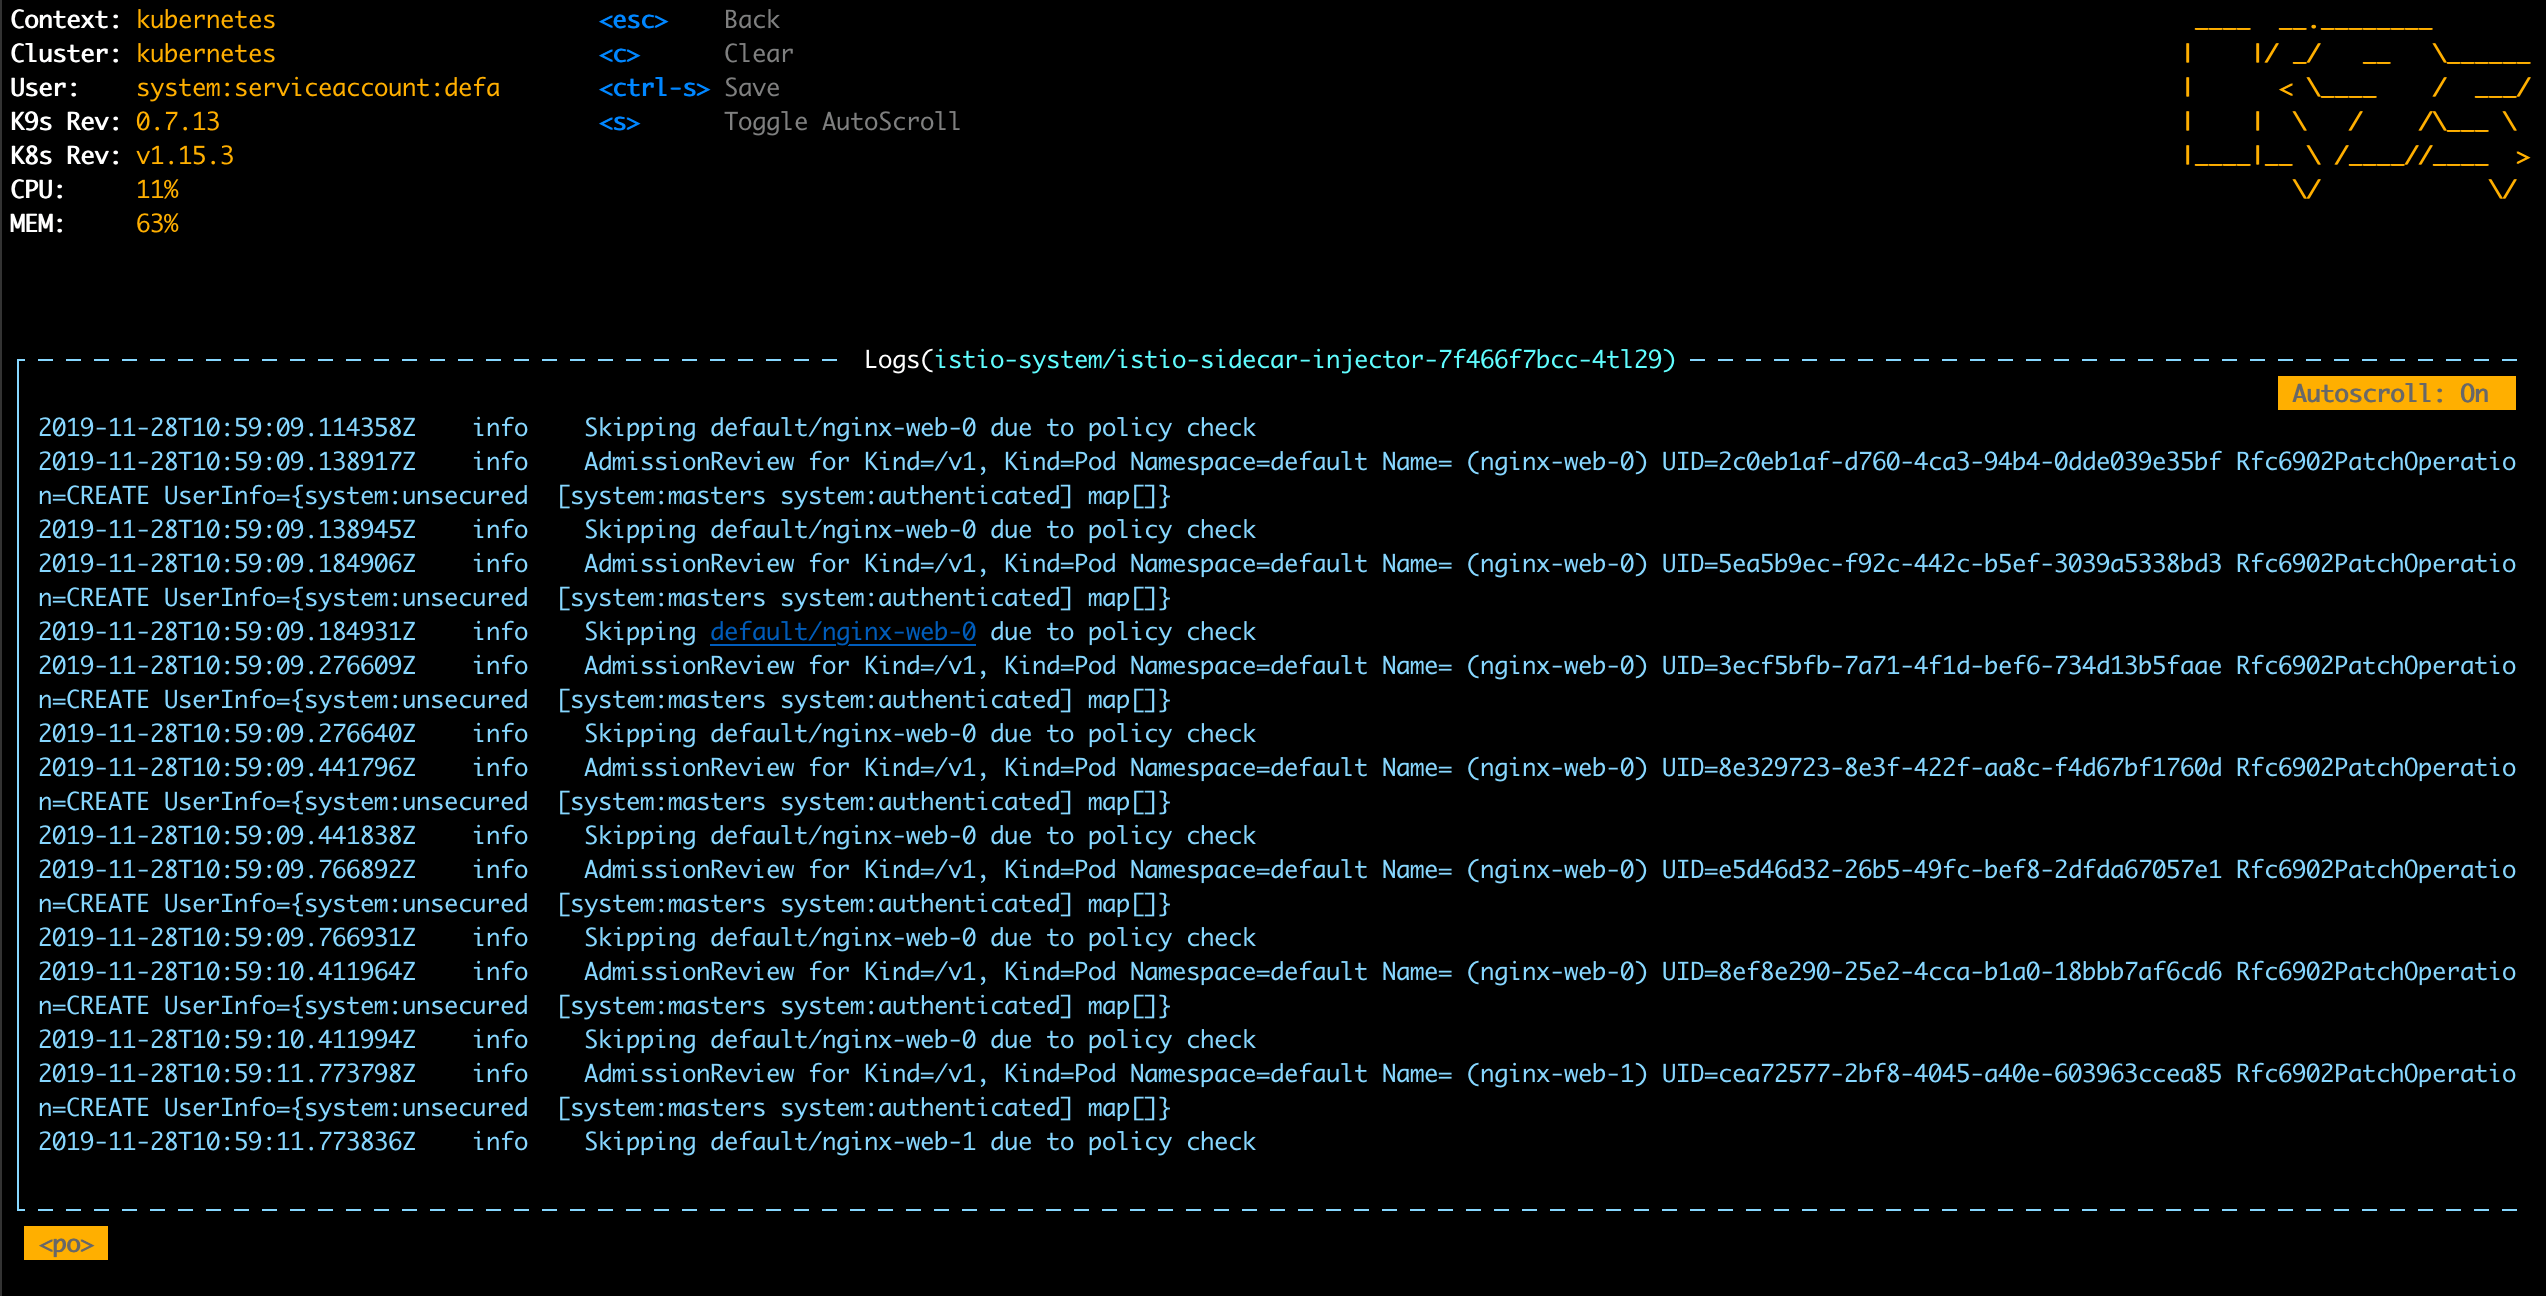 Context: kubernetes <esc> Back
Cluster: kubernetes <c> Clear
User: system:serviceaccount:defa <ctrl-s> Save
K9s Rev: 0.7.13 <s> Toggle AutoScroll
K8s Rev: v1.15.3
CPU: 11%
MEM: 63%
Logs(istio-system/istio-sidecar-injector-7f466f7bcc-4tl29)
Autoscroll: On
2019-11-28T10:59:09.114358Z info Skipping default/nginx-web-0 due to policy check
2019-11-28T10:59:09.138917Z info AdmissionReview for Kind=/v1, Kind=Pod Namespace=default Name= (nginx-web-0) UID=2c0eb1af-d760-4ca3-94b4-0dde039e35bf Rfc6902PatchOperatio
n=CREATE UserInfo={system:unsecured [system:masters system:authenticated] map[]}
2019-11-28T10:59:09.138945Z info Skipping default/nginx-web-0 due to policy check
2019-11-28T10:59:09.184906Z info AdmissionReview for Kind=/v1, Kind=Pod Namespace=default Name= (nginx-web-0) UID=5ea5b9ec-f92c-442c-b5ef-3039a5338bd3 Rfc6902PatchOperatio
n=CREATE UserInfo={system:unsecured [system:masters system:authenticated] map[]}
2019-11-28T10:59:09.184931Z info Skipping default/nginx-web-0 due to policy check
2019-11-28T10:59:09.276609Z info AdmissionReview for Kind=/v1, Kind=Pod Namespace=default Name= (nginx-web-0) UID=3ecf5bfb-7a71-4f1d-bef6-734d13b5faae Rfc6902PatchOperatio
n=CREATE UserInfo={system:unsecured [system:masters system:authenticated] map[]}
2019-11-28T10:59:09.276640Z info Skipping default/nginx-web-0 due to policy check
2019-11-28T10:59:09.441796Z info AdmissionReview for Kind=/v1, Kind=Pod Namespace=default Name= (nginx-web-0) UID=8e329723-8e3f-422f-aa8c-f4d67bf1760d Rfc6902PatchOperatio
n=CREATE UserInfo={system:unsecured [system:masters system:authenticated] map[]}
2019-11-28T10:59:09.441838Z info Skipping default/nginx-web-0 due to policy check
2019-11-28T10:59:09.766892Z info AdmissionReview for Kind=/v1, Kind=Pod Namespace=default Name= (nginx-web-0) UID=e5d46d32-26b5-49fc-bef8-2dfda67057e1 Rfc6902PatchOperatio
n=CREATE UserInfo={system:unsecured [system:masters system:authenticated] map[]}
2019-11-28T10:59:09.766931Z info Skipping default/nginx-web-0 due to policy check
2019-11-28T10:59:10.411964Z info AdmissionReview for Kind=/v1, Kind=Pod Namespace=default Name= (nginx-web-0) UID=8ef8e290-25e2-4cca-b1a0-18bbb7af6cd6 Rfc6902PatchOperatio
n=CREATE UserInfo={system:unsecured [system:masters system:authenticated] map[]}
2019-11-28T10:59:10.411994Z info Skipping default/nginx-web-0 due to policy check
2019-11-28T10:59:11.773798Z info AdmissionReview for Kind=/v1, Kind=Pod Namespace=default Name= (nginx-web-1) UID=cea72577-2bf8-4045-a40e-603963ccea85 Rfc6902PatchOperatio
n=CREATE UserInfo={system:unsecured [system:masters system:authenticated] map[]}
2019-11-28T10:59:11.773836Z info Skipping default/nginx-web-1 due to policy check
<po>